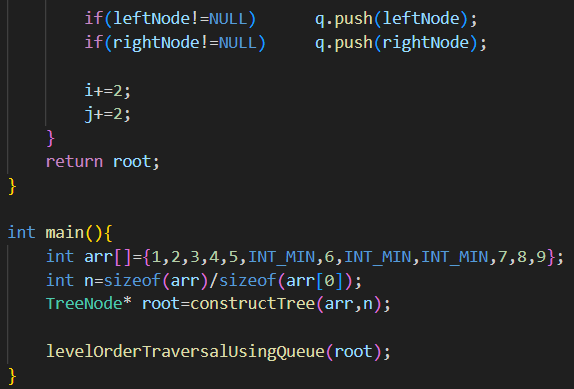 if(leftNode!=NULL)      q.push(leftNode);
if(rightNode!=NULL)     q.push(rightNode);
i+=2;
j+=2;
}
return root;
}
int main(){
int arr[]={1,2,3,4,5,INT_MIN,6,INT_MIN,INT_MIN,7,8,9};
int n=sizeof(arr)/sizeof(arr[0]);
TreeNode* root=constructTree(arr,n);
levelOrderTraversalUsingQueue(root);
}